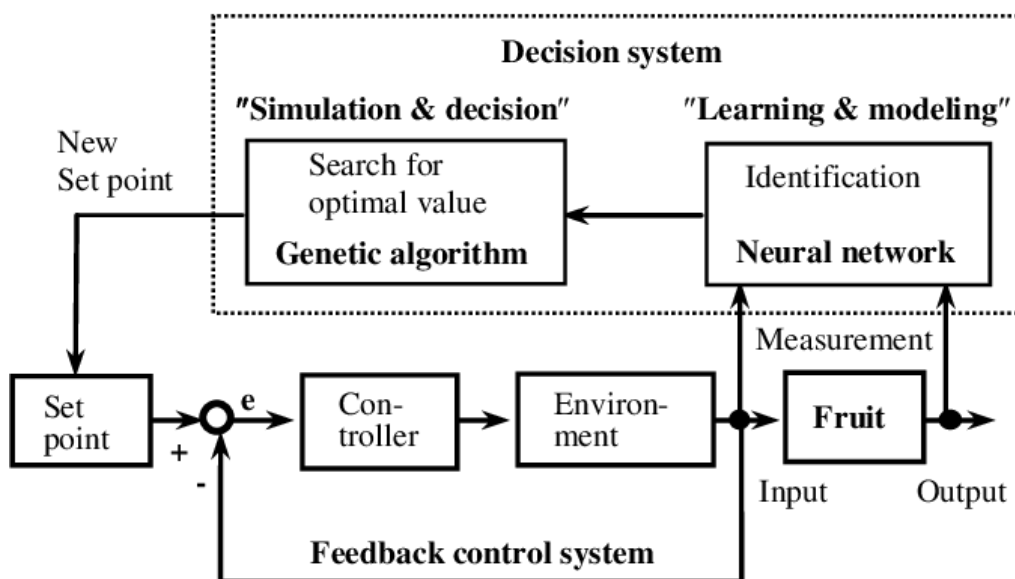 Decision system
"Simulation & decision"
"Learning & modeling"
New
Set point
Search for
optimal value
Genetic algorithm
Identification
Neural network
Measurement
Set
point
+
-
e
Con-
troller
Environ-
ment
Fruit
Input
Output
Feedback control system